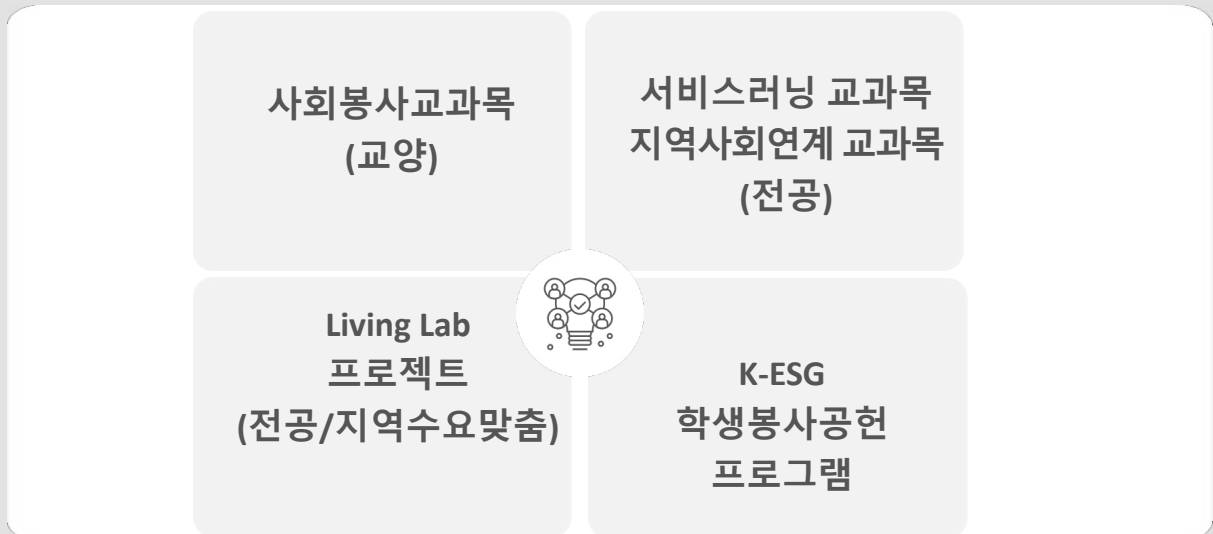 사회봉사교과목
(교양)
서비스러닝 교과목
지역사회연계 교과목
(전공)
Living Lab
프로젝트
(전공/지역수요맞춤)
K-ESG
학생봉사공헌
프로그램